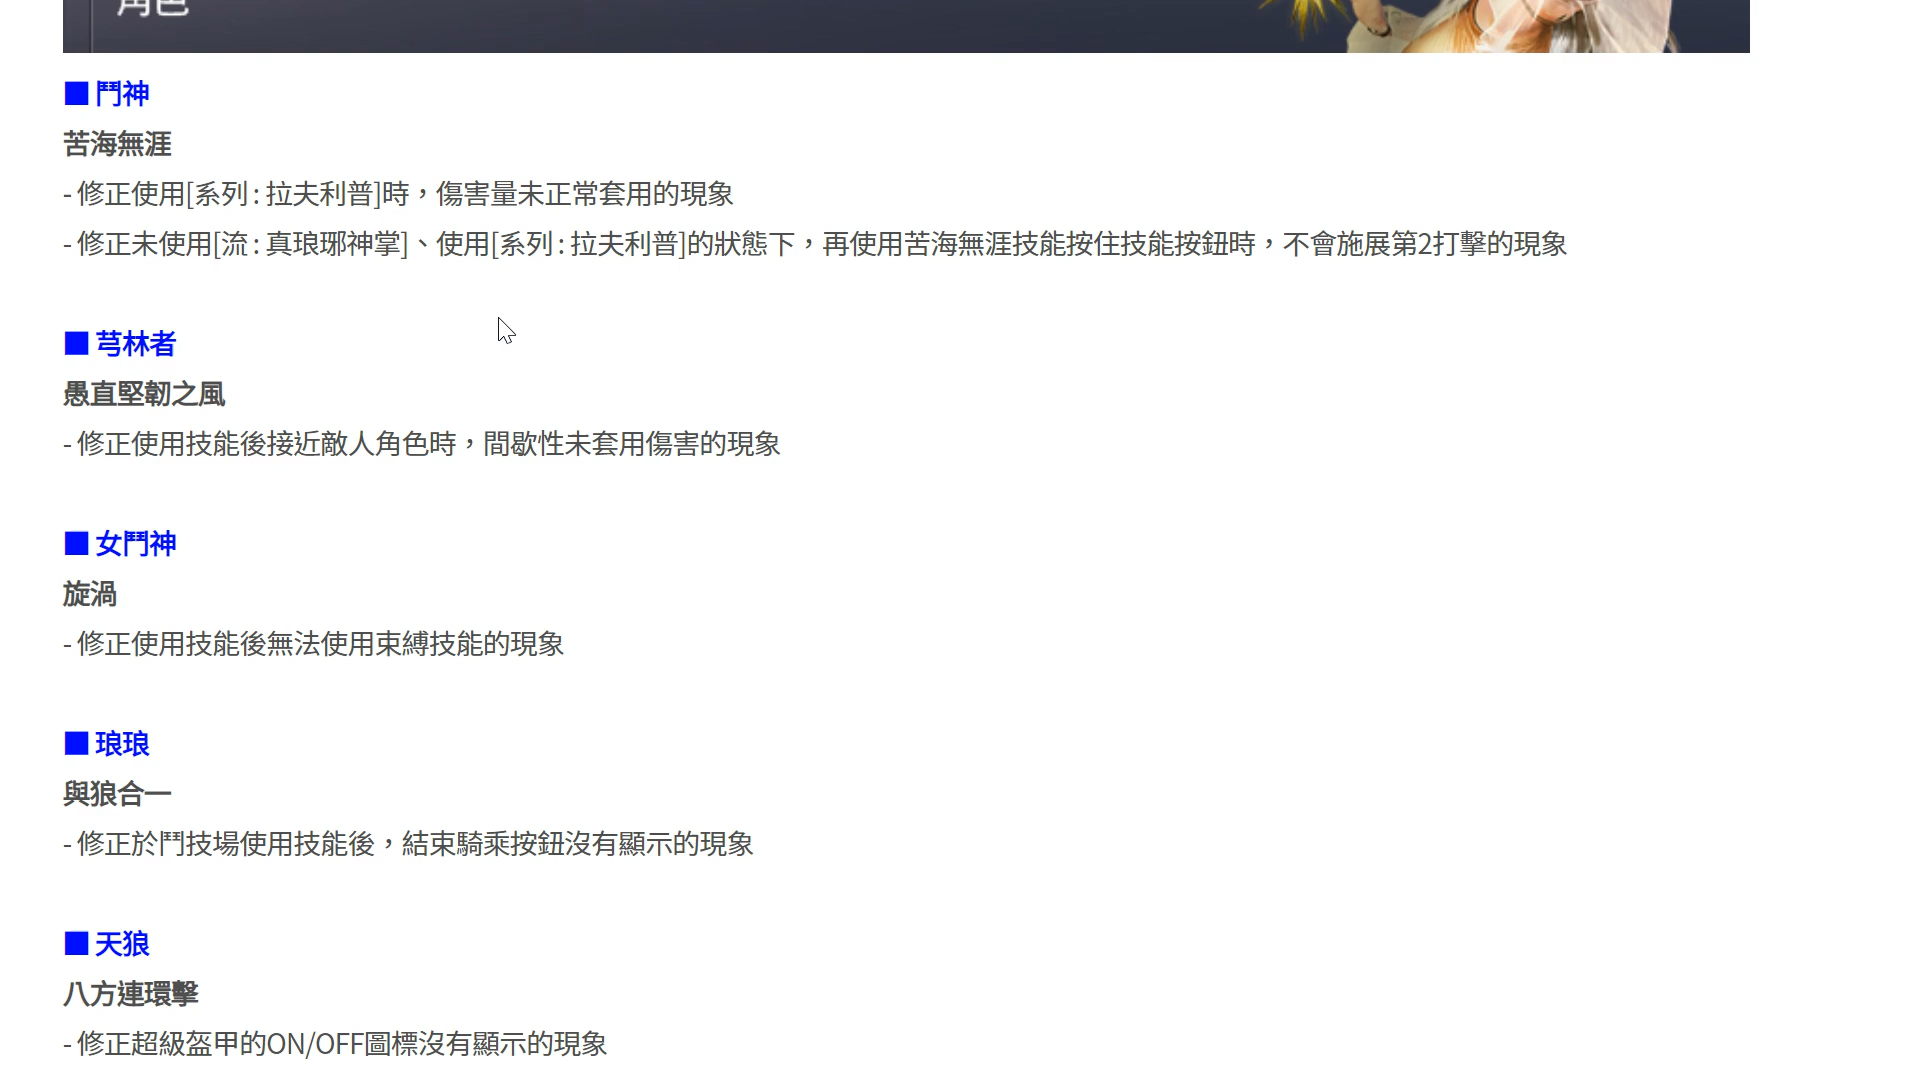 角色
■ 鬥神
苦海無涯
- 修正使用[系列 : 拉夫利普]時，傷害量未正常套用的現象
- 修正未使用[流 : 真琅琊神掌]、使用[系列 : 拉夫利普]的狀態下，再使用苦海無涯技能按住技能按鈕時，不會施展第2打擊的現象
■ 芎林者
愚直堅韌之風
- 修正使用技能後接近敵人角色時，間歇性未套用傷害的現象
■ 女鬥神
旋渦
- 修正使用技能後無法使用束縛技能的現象
■ 琅琅
與狼合一
- 修正於鬥技場使用技能後，結束騎乘按鈕沒有顯示的現象
■ 天狼
八方連環擊
- 修正超級盔甲的ON/OFF圖標沒有顯示的現象